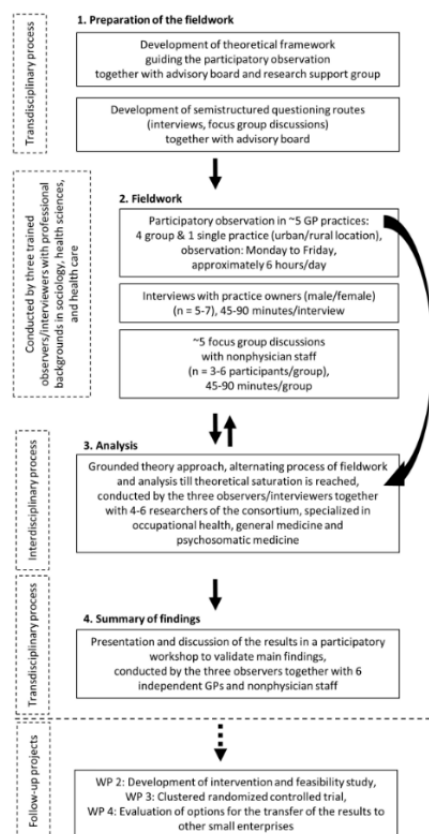 1. Preparation of the fieldwork
Transdisciplinary process
Development of theoretical framework
guiding the participatory observation
together with advisory board and research support group
Development of semistructured questioning routes
(interviews, focus group discussions)
together with advisory board
2. Fieldwork
Conducted by three trained
observers/interviewers with professional
backgrounds in sociology, health sciences,
and health care
Participatory observation in ~5 GP practices:
4 group & 1 single practice (urban/rural location),
observation: Monday to Friday,
approximately 6 hours/day
Interviews with practice owners (male/female)
(n = 5-7), 45-90 minutes/interview
~5 focus group discussions
with nonphysician staff
(n = 3-6 participants/group),
45-90 minutes/group
3. Analysis
Interdisciplinary process
Grounded theory approach, alternating process of fieldwork
and analysis till theoretical saturation is reached,
conducted by the three observers/interviewers together
with 4-6 researchers of the consortium, specialized in
occupational health, general medicine and
psychosomatic medicine
4. Summary of findings
Transdisciplinary process
Presentation and discussion of the results in a participatory
workshop to validate main findings,
conducted by the three observers together with 6
independent GPs and nonphysician staff
Follow-up projects
WP 2: Development of intervention and feasibility study,
WP 3: Clustered randomized controlled trial,
WP 4: Evaluation of options for the transfer of the results to
other small enterprises